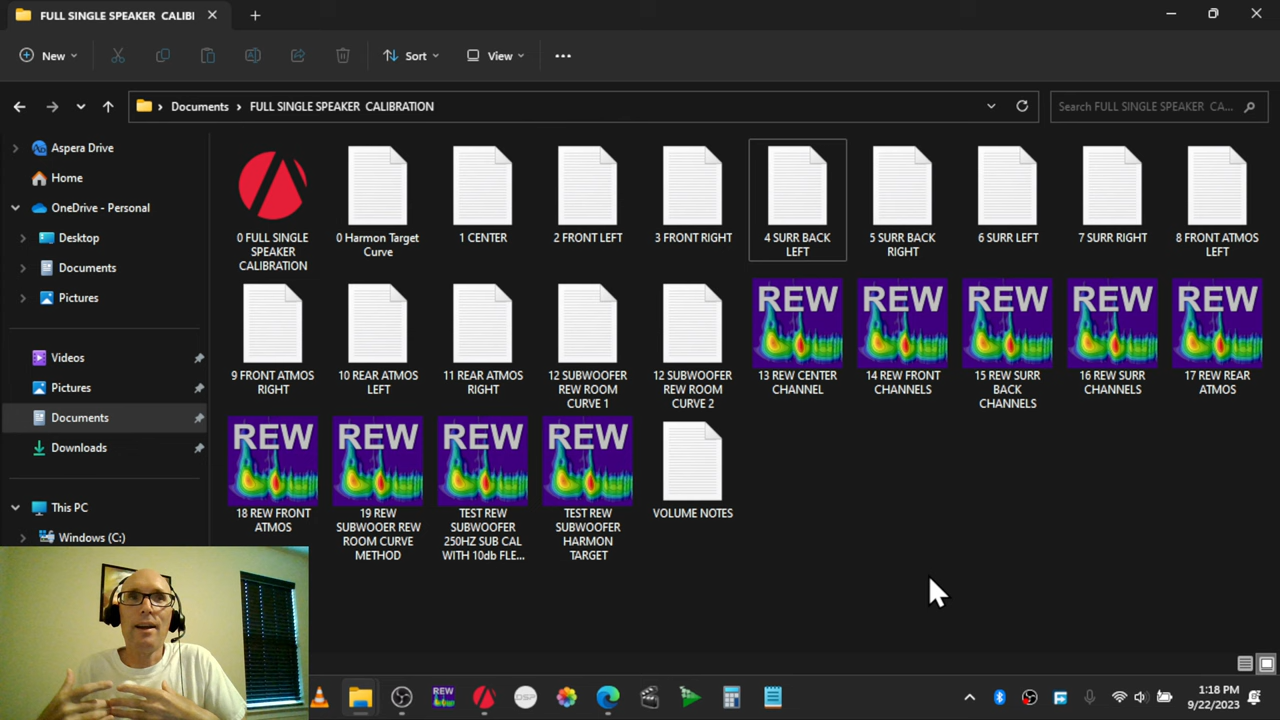 FULL SINGLE SPEAKER CALIBI
New
Sort
View
Documents
FULL SINGLE SPEAKER CALIBRATION
Search FULL SINGLE SPEAKER CA...
Aspera Drive
Home
OneDrive - Personal
Desktop
Documents
Pictures
Videos
Pictures
Documents
Downloads
This PC
Windows (C:)
0 FULL SINGLE
SPEAKER
CALIBRATION
0 Harmon Target
Curve
1 CENTER
2 FRONT LEFT
3 FRONT RIGHT
4 SURR BACK
LEFT
5 SURR BACK
RIGHT
6 SURR LEFT
7 SURR RIGHT
8 FRONT ATMOS
LEFT
9 FRONT ATMOS
RIGHT
10 REAR ATMOS
LEFT
11 REAR ATMOS
RIGHT
12 SUBWOOFER
REW ROOM
CURVE 1
12 SUBWOOFER
REW ROOM
CURVE 2
REW
13 REW CENTER
CHANNEL
REW
14 REW FRONT
CHANNELS
REW
15 REW SURR
BACK
CHANNELS
REW
16 REW SURR
CHANNELS
REW
17 REW REAR
ATMOS
REW
18 REW FRONT
ATMOS
REW
19 REW
SUBWOOER REW
ROOM CURVE
METHOD
REW
TEST REW
SUBWOOFER
250HZ SUB CAL
WITH 10db FLE...
REW
TEST REW
SUBWOOFER
HARMON
TARGET
VOLUME NOTES
REW
DSP
1:18 PM
9/22/2023